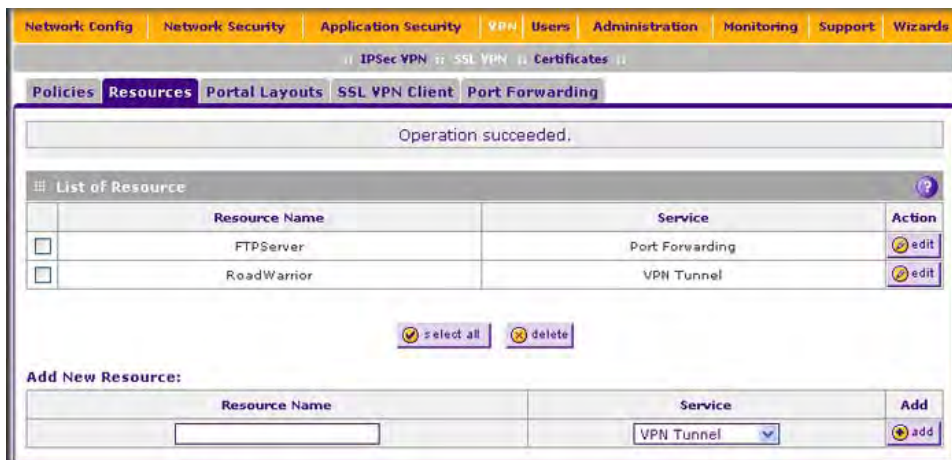 Network Config Network Security Application Security VPN Users Administration Monitoring Support Wizards
:: IPSec VPN :: SSL VPN :: Certificates ::
Policies Resources Portal Layouts SSL VPN Client Port Forwarding
Operation succeeded.
List of Resource ?
Resource Name Service Action
FTPServer Port Forwarding edit
RoadWarrior VPN Tunnel edit
select all delete
Add New Resource:
Resource Name Service Add
VPN Tunnel add